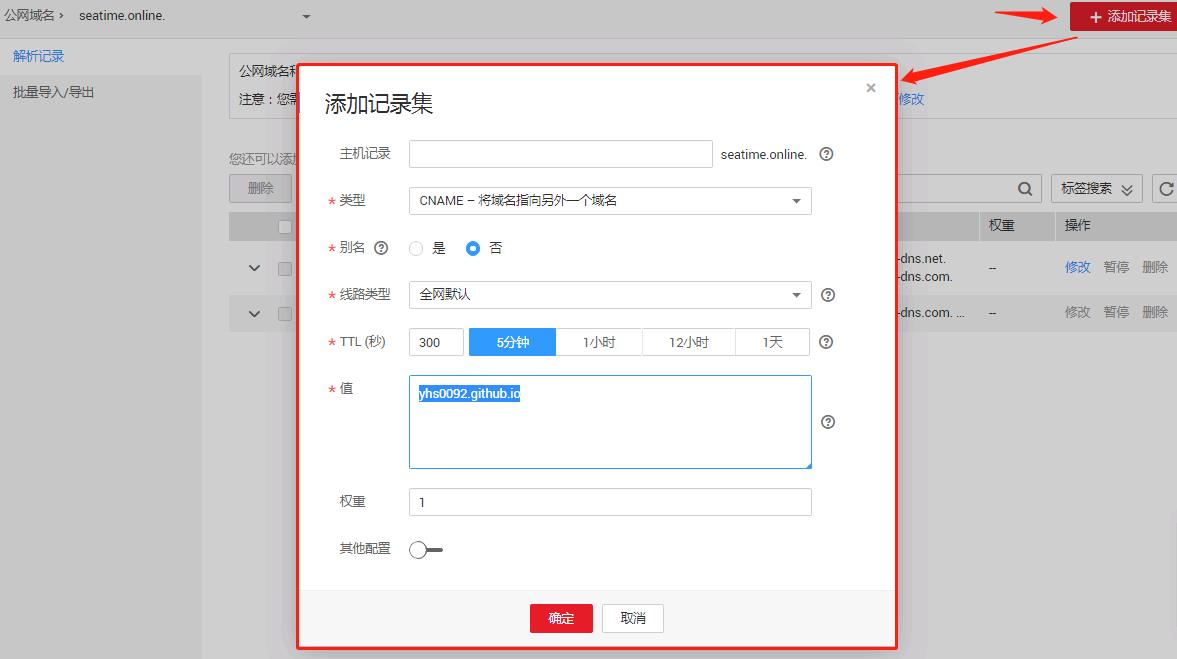 公网域名 › seatime.online.
+ 添加记录集
解析记录
批量导入/导出
公网域名和
注意：您需
修改
您还可以添加
删除
标签搜索
权重 操作
-dns.net.
-dns.com.
-- 修改 暂停 删除
-dns.com. ... -- 修改 暂停 删除
添加记录集
×
主机记录 seatime.online. ?
* 类型 CNAME – 将域名指向另外一个域名
* 别名 ? 是 否
* 线路类型 全网默认 ?
* TTL (秒) 300 5分钟 1小时 12小时 1天 ?
* 值 yhs0092.github.io ?
权重 1
其他配置
确定 取消